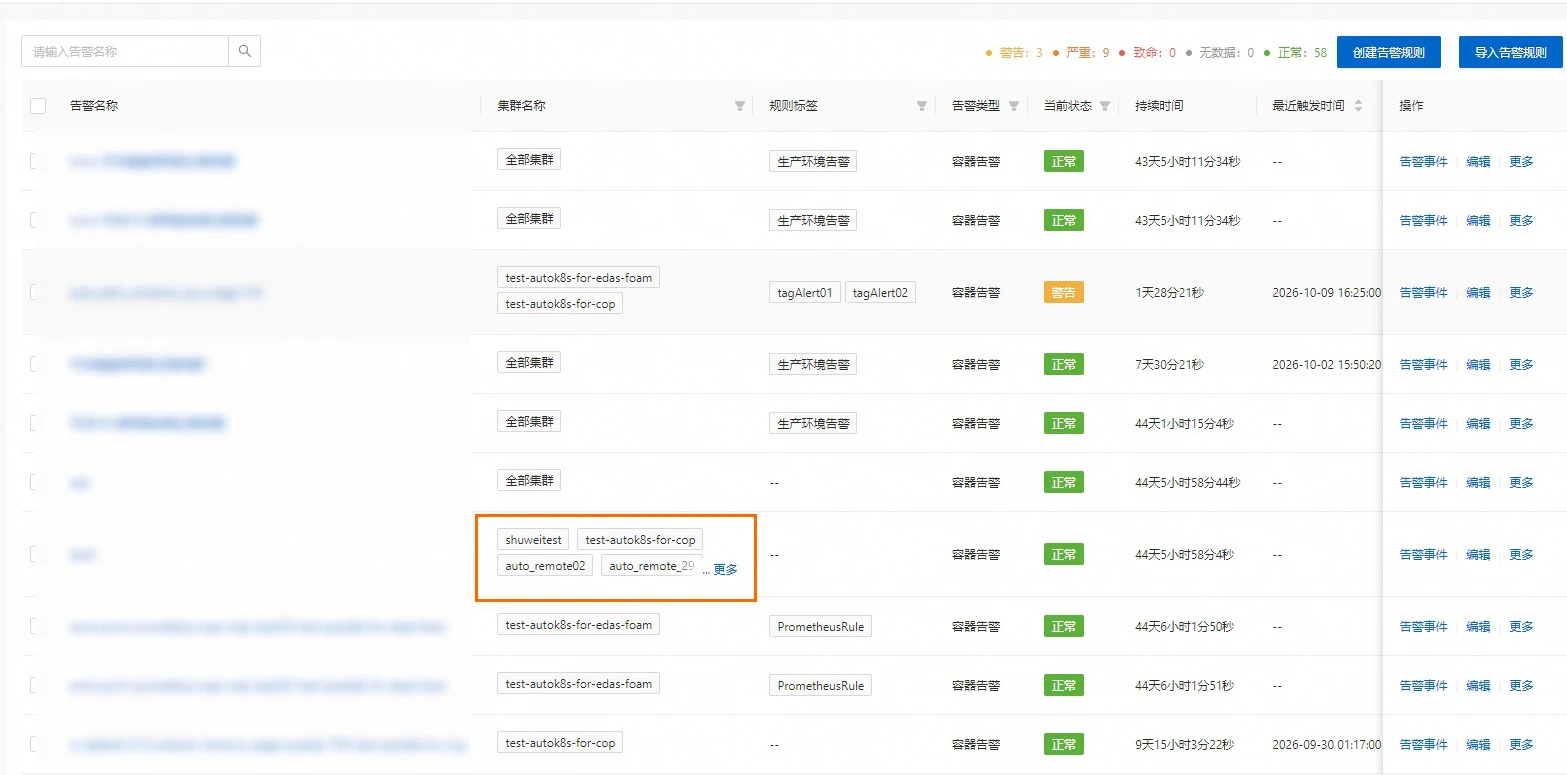 请输入告警名称
警告: 3 严重: 9 致命: 0 无数据: 0 正常: 58 创建告警规则 导入告警规则
告警名称 集群名称 规则标签 告警类型 当前状态 持续时间 最近触发时间 操作
全部集群 生产环境告警 容器告警 正常 43天5小时11分34秒 -- 告警事件 编辑 更多
全部集群 生产环境告警 容器告警 正常 43天5小时11分34秒 -- 告警事件 编辑 更多
test-autok8s-for-edas-foam
test-autok8s-for-cop
tagAlert01 tagAlert02 容器告警 警告 1天28分21秒 2026-10-09 16:25:00 告警事件 编辑 更多
全部集群 生产环境告警 容器告警 正常 7天30分21秒 2026-10-02 15:50:20 告警事件 编辑 更多
全部集群 生产环境告警 容器告警 正常 44天1小时15分4秒 -- 告警事件 编辑 更多
全部集群 -- 容器告警 正常 44天5小时58分44秒 -- 告警事件 编辑 更多
shuweitest test-autok8s-for-cop
auto_remote02 auto_remote_29 ... 更多
-- 容器告警 正常 44天5小时58分4秒 -- 告警事件 编辑 更多
test-autok8s-for-edas-foam PrometheusRule 容器告警 正常 44天6小时1分50秒 -- 告警事件 编辑 更多
test-autok8s-for-edas-foam PrometheusRule 容器告警 正常 44天6小时1分51秒 -- 告警事件 编辑 更多
test-autok8s-for-cop -- 容器告警 正常 9天15小时3分22秒 2026-09-30 01:17:00 告警事件 编辑 更多